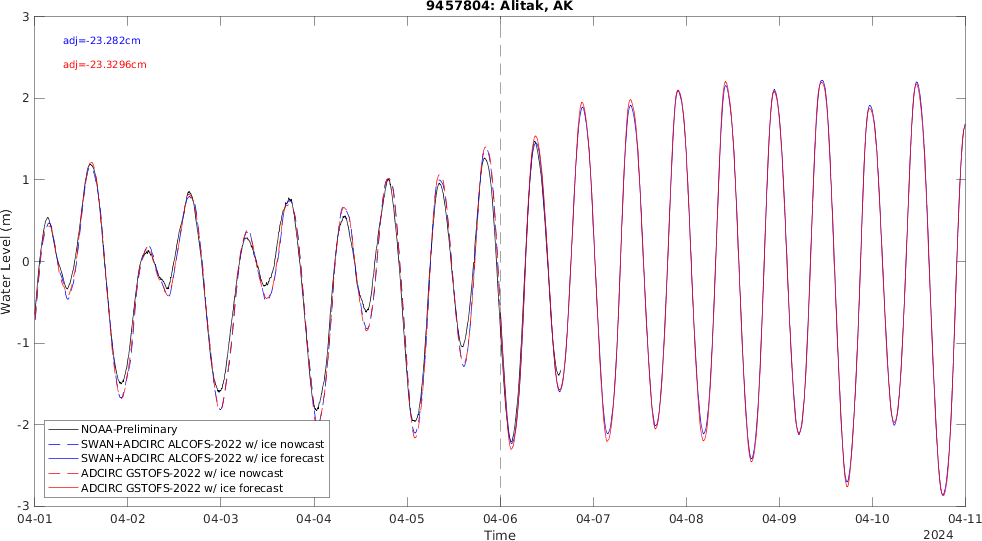 9457804: Alitak, AK
adj=-23.282cm
adj=-23.3296cm
3
2
1
0
-1
-2
-3
Water Level (m)
NOAA-Preliminary
SWAN+ADCIRC ALCOFS-2022 w/ ice nowcast
SWAN+ADCIRC ALCOFS-2022 w/ ice forecast
ADCIRC GSTOFS-2022 w/ ice nowcast
ADCIRC GSTOFS-2022 w/ ice forecast
04-01 04-02 04-03 04-04 04-05 04-06 04-07 04-08 04-09 04-10 04-11
Time
2024